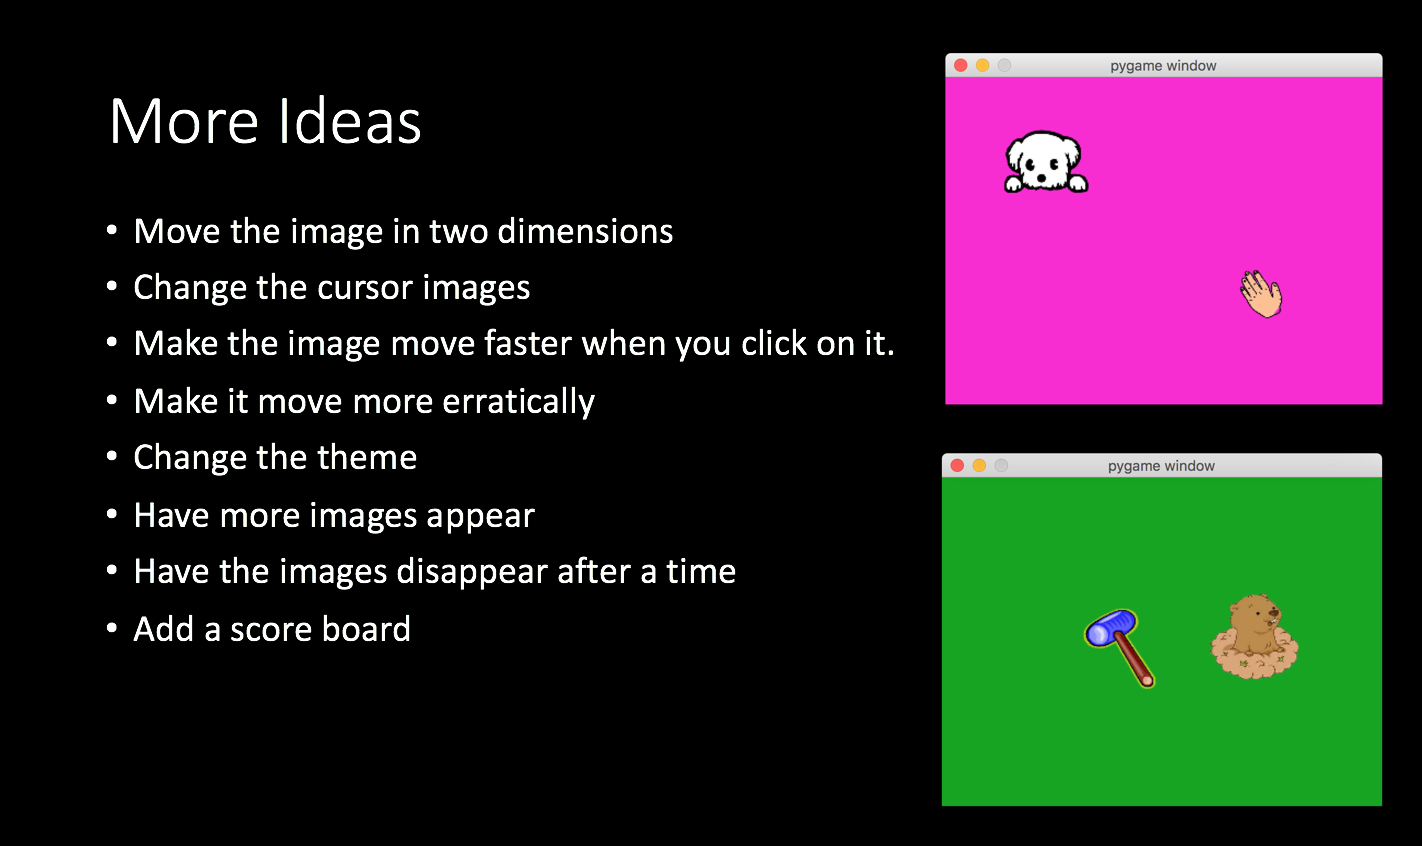 More Ideas
• Move the image in two dimensions
• Change the cursor images
• Make the image move faster when you click on it.
• Make it move more erratically
• Change the theme
• Have more images appear
• Have the images disappear after a time
• Add a score board
pygame window
pygame window